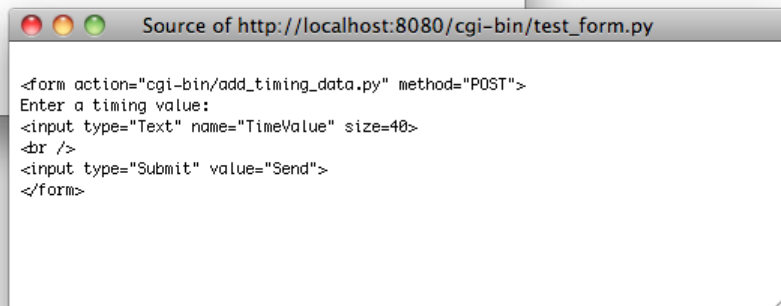 Source of http://localhost:8080/cgi-bin/test_form.py
<form action="cgi-bin/add_timing_data.py" method="POST">
Enter a timing value:
<input type="Text" name="TimeValue" size=40>
<br />
<input type="Submit" value="Send">
</form>